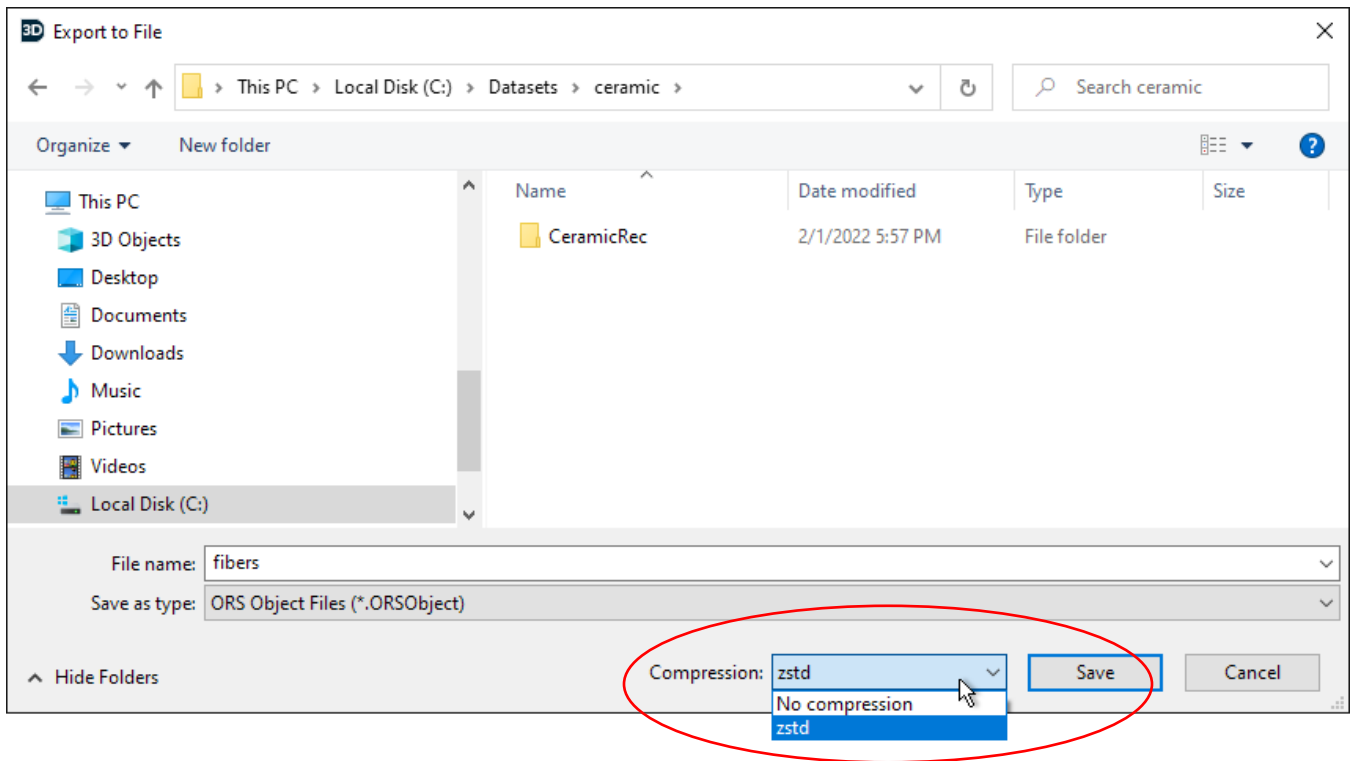 3D Export to File
This PC > Local Disk (C:) > Datasets > ceramic >
Search ceramic
Organize
New folder
?
Name
Date modified
Type
Size
CeramicRec
2/1/2022 5:57 PM
File folder
This PC
3D Objects
Desktop
Documents
Downloads
Music
Pictures
Videos
Local Disk (C:)
File name: fibers
Save as type: ORS Object Files (*.ORSObject)
Hide Folders
Compression: zstd
Save
Cancel
No compression
zstd